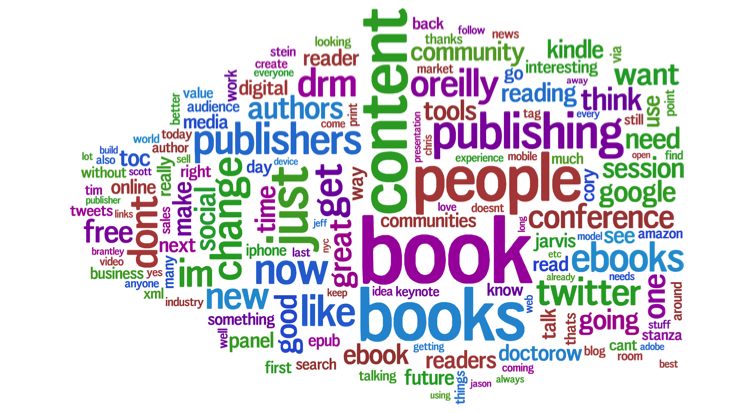 content
back
follow
news
looking
thanks
stein
reader
community
kindle
via
create
market
interesting
everyone
drm
oreilly
go
want
work
digital
reading
away
think
use
point
value
better
audience
authors
tools
tag
every
media
come
print
presentation
chris
publishing
still
need
world
today
publishers
author
experience
mobile
much
open
find
build
lot
also
toc
sell
day
device
people
session
without
scott
really
right
change
just
get
way
cory
google
tim
online
publisher
make
social
time
love
doesnt
tweets
links
dont
sales
jeff
communities
long
conference
free
next
great
nyc
book
jarvis
model
see
amazon
brantley
video
iphone
last
etc
read
ebooks
business
yes
many
im
now
already
needs
anyone
xml
industry
new
keep
idea
keynote
know
web
twitter
one
around
something
good
like
books
talk
thats
going
stuff
stanza
well
panel
epub
ebook
getting
readers
doctorow
blog
cant
adobe
room
first
search
coming
best
talking
future
things
jason
always
using